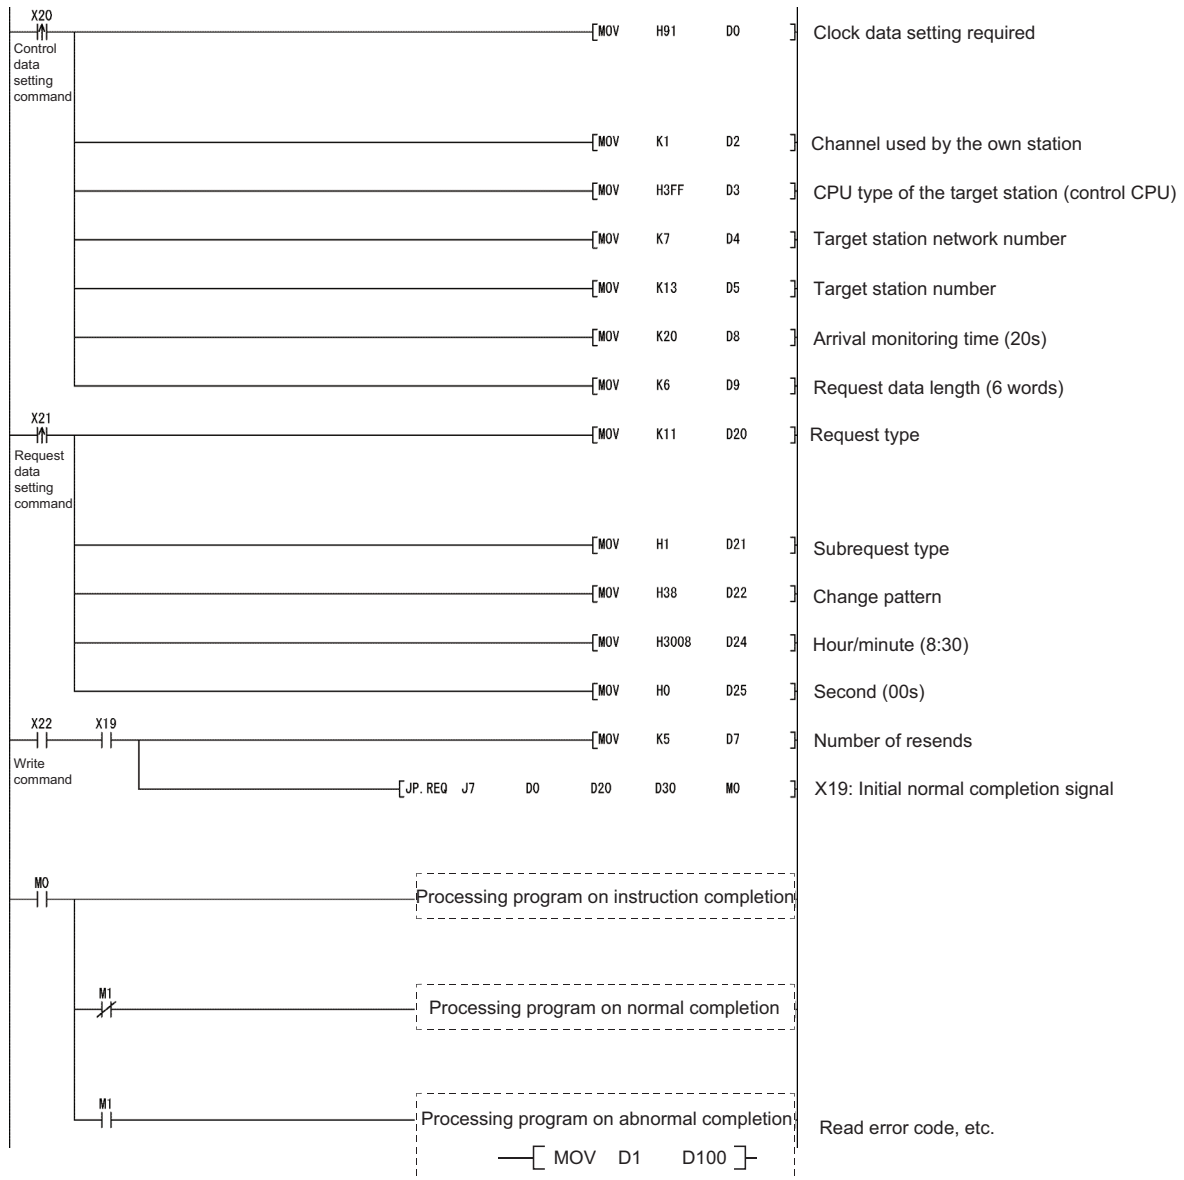 X20
MOV H91 D0 Clock data setting required
Control
data
setting
command
MOV K1 D2 Channel used by the own station
MOV H3FF D3 CPU type of the target station (control CPU)
MOV K7 D4 Target station network number
MOV K13 D5 Target station number
MOV K20 D8 Arrival monitoring time (20s)
MOV K6 D9 Request data length (6 words)
X21
MOV K11 D20 Request type
Request
data
setting
command
MOV H1 D21 Subrequest type
MOV H38 D22 Change pattern
MOV H3008 D24 Hour/minute (8:30)
MOV H0 D25 Second (00s)
X22 X19
MOV K5 D7 Number of resends
Write
command
JP.REQ J7 D0 D20 D30 M0 X19: Initial normal completion signal
M0
Processing program on instruction completion
M1
Processing program on normal completion
M1
Processing program on abnormal completion
Read error code, etc.
MOV D1 D100